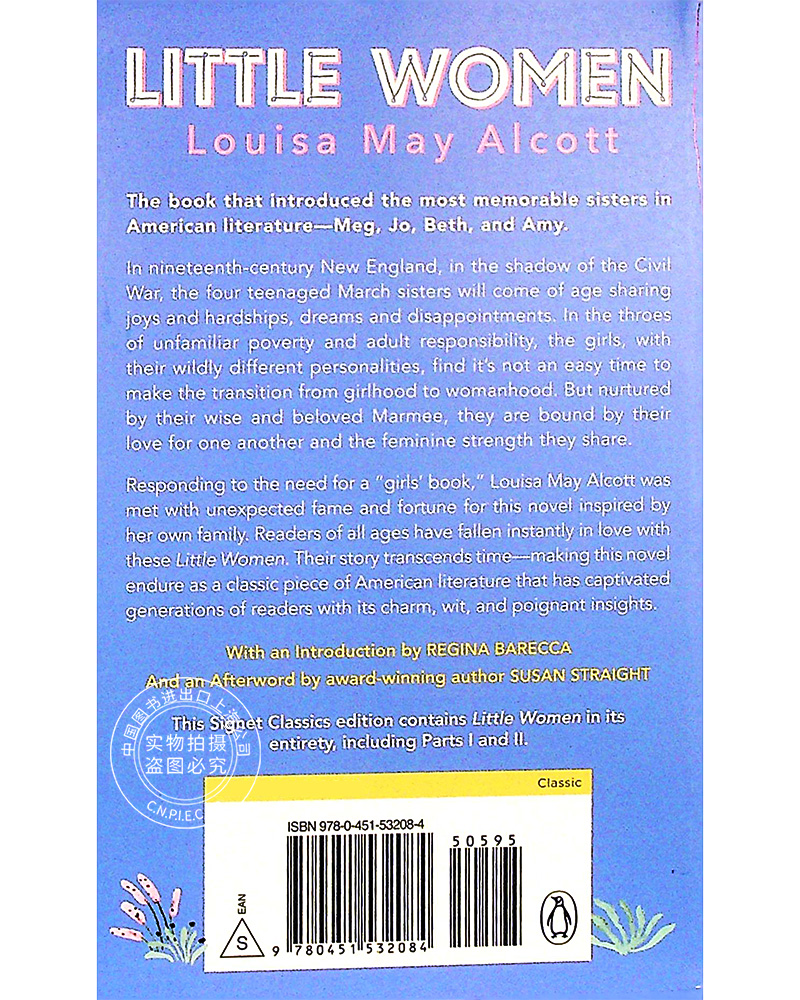 LITTLE WOMEN
Louisa May Alcott
The book that introduced the most memorable sisters in
American literature—Meg, Jo, Beth, and Amy.
In nineteenth-century New England, in the shadow of the Civil
War, the four teenaged March sisters will come of age sharing
joys and hardships, dreams and disappointments. In the throes
of unfamiliar poverty and adult responsibility, the girls, with
their wildly different personalities, find it's not an easy time to
make the transition from girlhood to womanhood. But nurtured
by their wise and beloved Marmee, they are bound by their
love for one another and the feminine strength they share.
Responding to the need for a "girls' book," Louisa May Alcott was
met with unexpected fame and fortune for this novel inspired by
her own family. Readers of all ages have fallen instantly in love with
these Little Women. Their story transcends time—making this novel
endure as a classic piece of American literature that has captivated
generations of readers with its charm, wit, and poignant insights.
With an Introduction by REGINA BARECCA
And an Afterword by award-winning author SUSAN STRAIGHT
This Signet Classics edition contains Little Women in its
entirety, including Parts I and II.
中国图书进出口上海公司
实物拍摄
盗图必究
C.N.P.I.E.C
Classic
ISBN 978-0-451-53208-4
50595
EAN
S
9 780451 532084